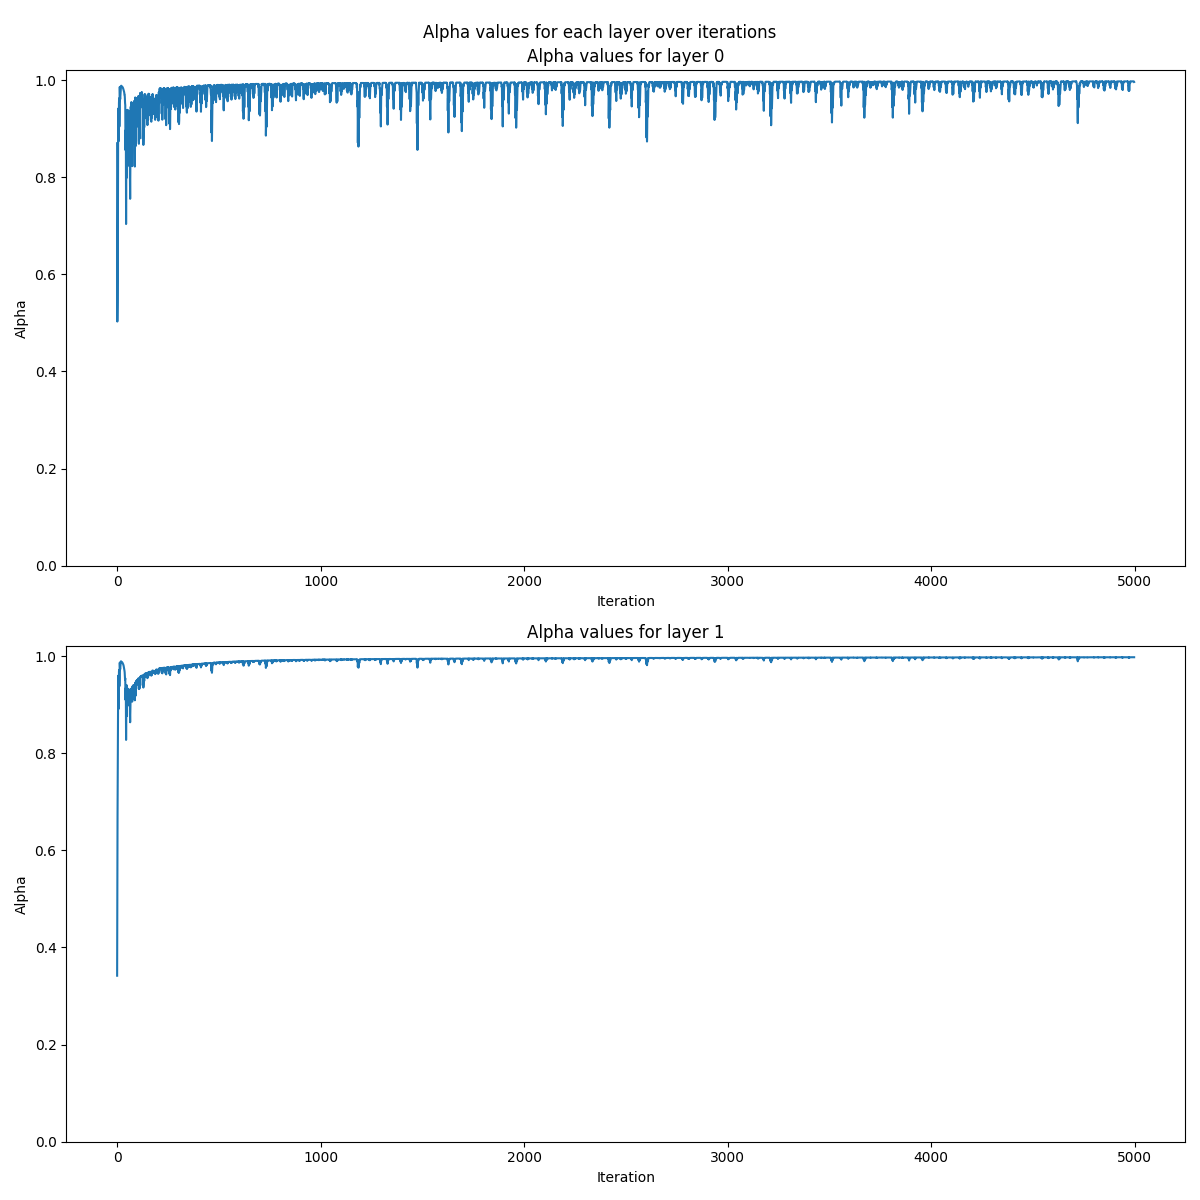 Alpha values for each layer over iterations
Alpha values for layer 0
1.0
0.8
0.6
0.4
0.2
0.0
Alpha
0 1000 2000 3000 4000 5000
Iteration
Alpha values for layer 1
1.0
0.8
0.6
0.4
0.2
0.0
Alpha
0 1000 2000 3000 4000 5000
Iteration